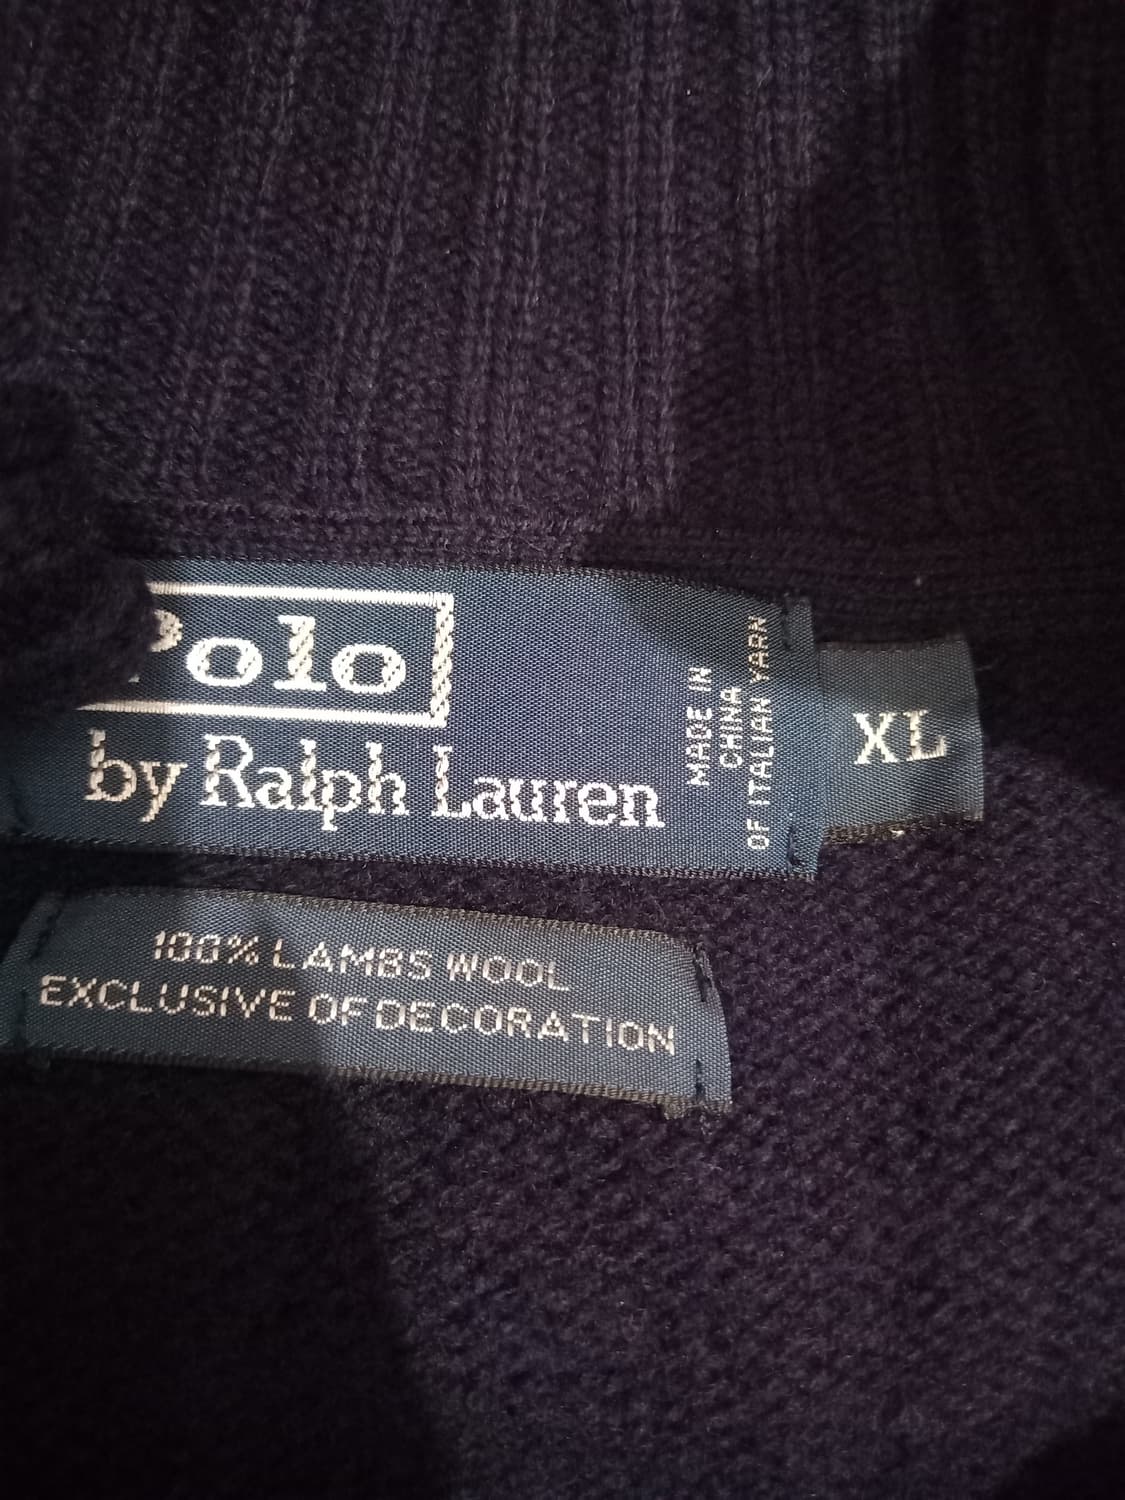 Polo
by Ralph Lauren
MADE IN
CHINA
OF ITALIAN YARN
XL
100% LAMBS WOOL
EXCLUSIVE OF DECORATION